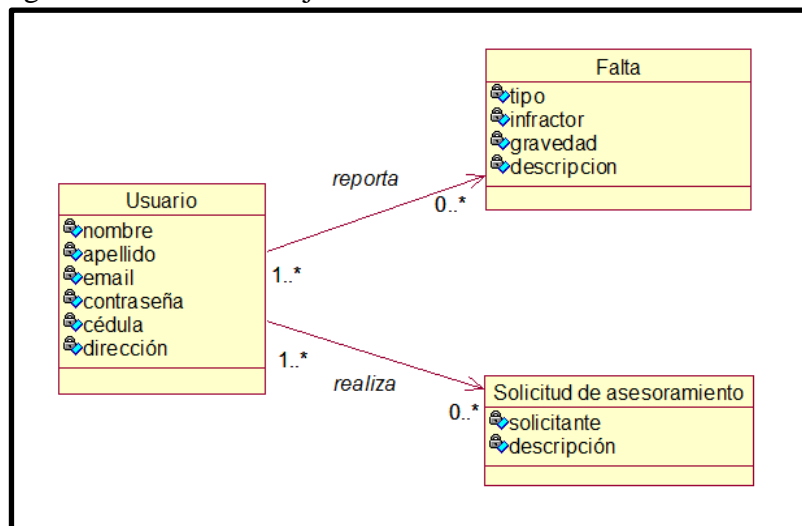 Falta
tipo
infractor
gravedad
descripcion
reporta
0..*
Usuario
nombre
apellido
email
contraseña
cédula
dirección
1..*
1..*
realiza
0..*
Solicitud de asesoramiento
solicitante
descripción